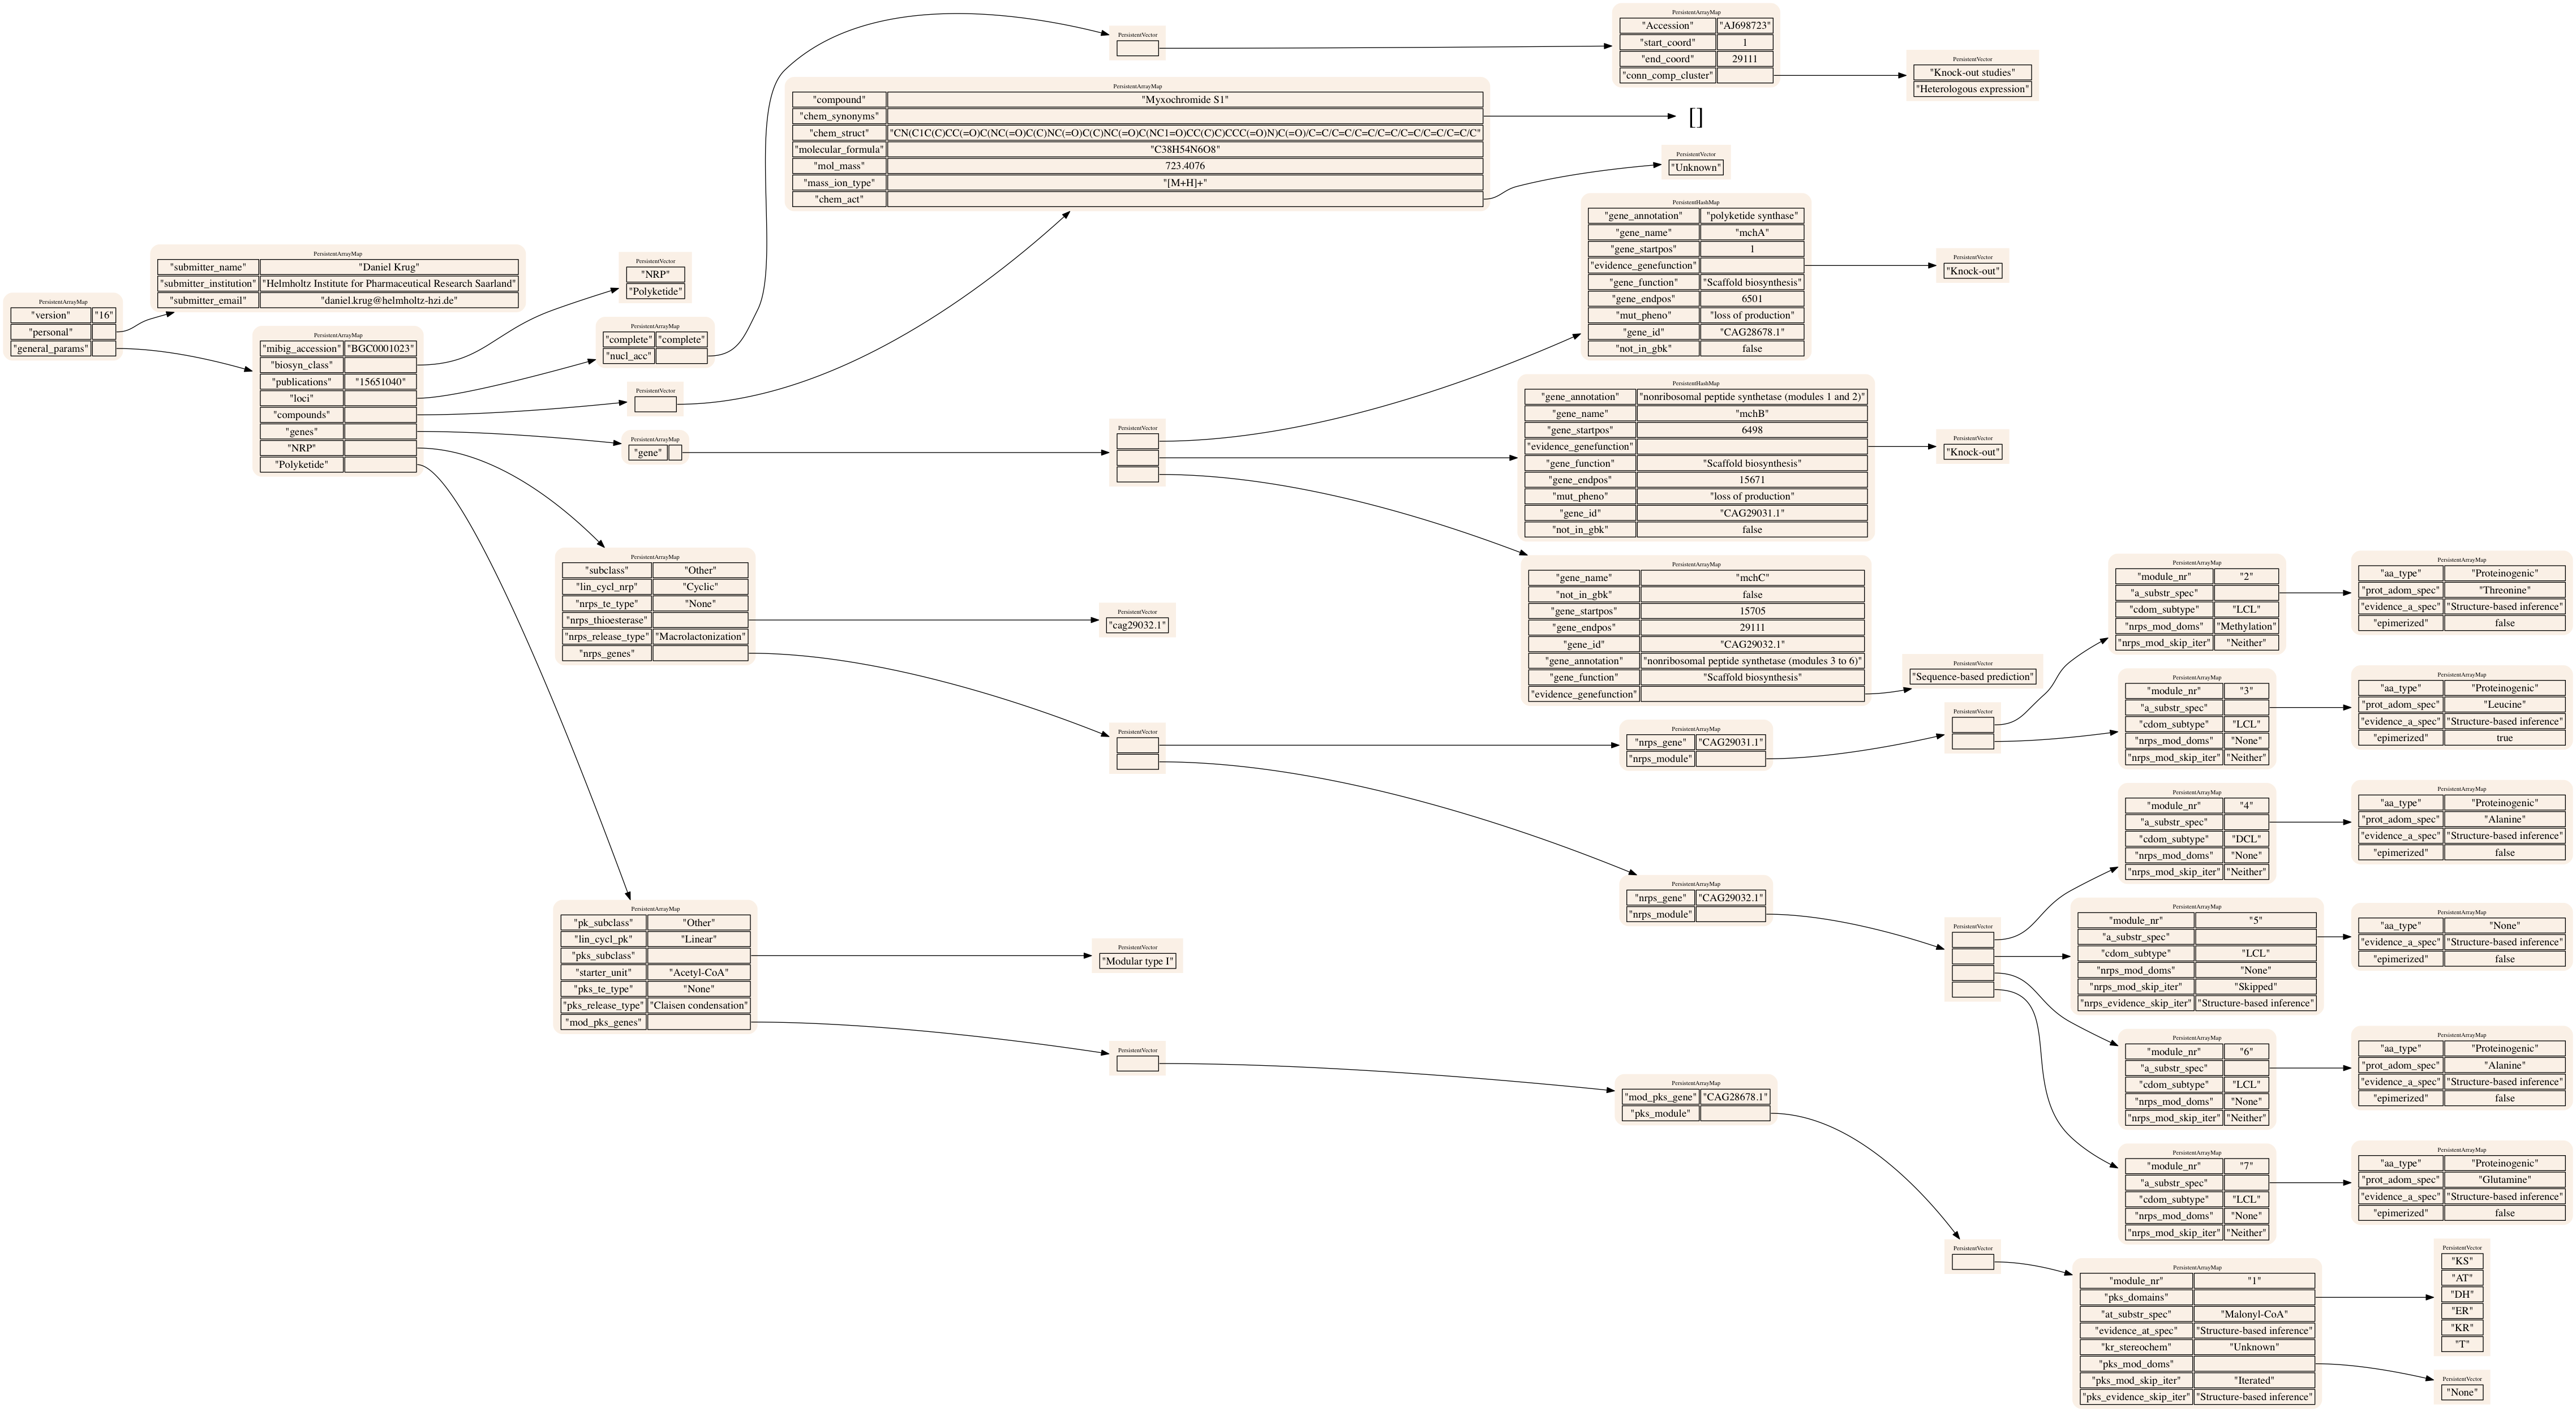 PersistentArrayMap
"version" "16"
"personal"
"general_params"
PersistentArrayMap
"submitter_name" "Daniel Krug"
"submitter_institution" "Helmholtz Institute for Pharmaceutical Research Saarland"
"submitter_email" "daniel.krug@helmholtz-hzi.de"
PersistentArrayMap
"mibig_accession" "BGC0001023"
"biosyn_class"
"publications" "15651040"
"loci"
"compounds"
"genes"
"NRP"
"Polyketide"
PersistentVector
"NRP"
"Polyketide"
PersistentArrayMap
"complete" "complete"
"nucl_acc"
PersistentVector
PersistentArrayMap
"gene"
PersistentArrayMap
"subclass" "Other"
"lin_cycl_nrp" "Cyclic"
"nrps_te_type" "None"
"nrps_thioesterase"
"nrps_release_type" "Macrolactonization"
"nrps_genes"
PersistentArrayMap
"pk_subclass" "Other"
"lin_cycl_pk" "Linear"
"pks_subclass"
"starter_unit" "Acetyl-CoA"
"pks_te_type" "None"
"pks_release_type" "Claisen condensation"
"mod_pks_genes"
PersistentVector
PersistentArrayMap
"compound" "Myxochromide S1"
"chem_synonyms"
"chem_struct" "CN(C1C(C)CC(=O)C(NC(=O)C(C)NC(=O)C(C)NC(=O)C(NC1=O)CC(C)C)CCC(=O)N)C(=O)/C=C/C=C/C=C/C=C/C=C/C=C/C=C/C"
"molecular_formula" "C38H54N6O8"
"mol_mass" 723.4076
"mass_ion_type" "[M+H]+"
"chem_act"
PersistentVector
PersistentVector
"cag29032.1"
PersistentVector
PersistentVector
"Modular type I"
PersistentVector
PersistentArrayMap
"Accession" "AJ698723"
"start_coord" 1
"end_coord" 29111
"conn_comp_cluster"
PersistentVector
"Knock-out studies"
"Heterologous expression"
[]
PersistentVector
"Unknown"
PersistentHashMap
"gene_annotation" "polyketide synthase"
"gene_name" "mchA"
"gene_startpos" 1
"evidence_genefunction"
"gene_function" "Scaffold biosynthesis"
"gene_endpos" 6501
"mut_pheno" "loss of production"
"gene_id" "CAG28678.1"
"not_in_gbk" false
PersistentVector
"Knock-out"
PersistentHashMap
"gene_annotation" "nonribosomal peptide synthetase (modules 1 and 2)"
"gene_name" "mchB"
"gene_startpos" 6498
"evidence_genefunction"
"gene_function" "Scaffold biosynthesis"
"gene_endpos" 15671
"mut_pheno" "loss of production"
"gene_id" "CAG29031.1"
"not_in_gbk" false
PersistentVector
"Knock-out"
PersistentArrayMap
"gene_name" "mchC"
"not_in_gbk" false
"gene_startpos" 15705
"gene_endpos" 29111
"gene_id" "CAG29032.1"
"gene_annotation" "nonribosomal peptide synthetase (modules 3 to 6)"
"gene_function" "Scaffold biosynthesis"
"evidence_genefunction"
PersistentVector
"Sequence-based prediction"
PersistentArrayMap
"nrps_gene" "CAG29031.1"
"nrps_module"
PersistentVector
PersistentArrayMap
"module_nr" "2"
"a_substr_spec"
"cdom_subtype" "LCL"
"nrps_mod_doms" "Methylation"
"nrps_mod_skip_iter" "Neither"
PersistentArrayMap
"aa_type" "Proteinogenic"
"prot_adom_spec" "Threonine"
"evidence_a_spec" "Structure-based inference"
"epimerized" false
PersistentArrayMap
"module_nr" "3"
"a_substr_spec"
"cdom_subtype" "LCL"
"nrps_mod_doms" "None"
"nrps_mod_skip_iter" "Neither"
PersistentArrayMap
"aa_type" "Proteinogenic"
"prot_adom_spec" "Leucine"
"evidence_a_spec" "Structure-based inference"
"epimerized" true
PersistentArrayMap
"nrps_gene" "CAG29032.1"
"nrps_module"
PersistentVector
PersistentArrayMap
"module_nr" "4"
"a_substr_spec"
"cdom_subtype" "DCL"
"nrps_mod_doms" "None"
"nrps_mod_skip_iter" "Neither"
PersistentArrayMap
"aa_type" "Proteinogenic"
"prot_adom_spec" "Alanine"
"evidence_a_spec" "Structure-based inference"
"epimerized" false
PersistentArrayMap
"module_nr" "5"
"a_substr_spec"
"cdom_subtype" "LCL"
"nrps_mod_doms" "None"
"nrps_mod_skip_iter" "Skipped"
"nrps_evidence_skip_iter" "Structure-based inference"
PersistentArrayMap
"aa_type" "None"
"evidence_a_spec" "Structure-based inference"
"epimerized" false
PersistentArrayMap
"module_nr" "6"
"a_substr_spec"
"cdom_subtype" "LCL"
"nrps_mod_doms" "None"
"nrps_mod_skip_iter" "Neither"
PersistentArrayMap
"aa_type" "Proteinogenic"
"prot_adom_spec" "Alanine"
"evidence_a_spec" "Structure-based inference"
"epimerized" false
PersistentArrayMap
"module_nr" "7"
"a_substr_spec"
"cdom_subtype" "LCL"
"nrps_mod_doms" "None"
"nrps_mod_skip_iter" "Neither"
PersistentArrayMap
"aa_type" "Proteinogenic"
"prot_adom_spec" "Glutamine"
"evidence_a_spec" "Structure-based inference"
"epimerized" false
PersistentArrayMap
"mod_pks_gene" "CAG28678.1"
"pks_module"
PersistentVector
PersistentArrayMap
"module_nr" "1"
"pks_domains"
"at_substr_spec" "Malonyl-CoA"
"evidence_at_spec" "Structure-based inference"
"kr_stereochem" "Unknown"
"pks_mod_doms"
"pks_mod_skip_iter" "Iterated"
"pks_evidence_skip_iter" "Structure-based inference"
PersistentVector
"KS"
"AT"
"DH"
"ER"
"KR"
"T"
PersistentVector
"None"